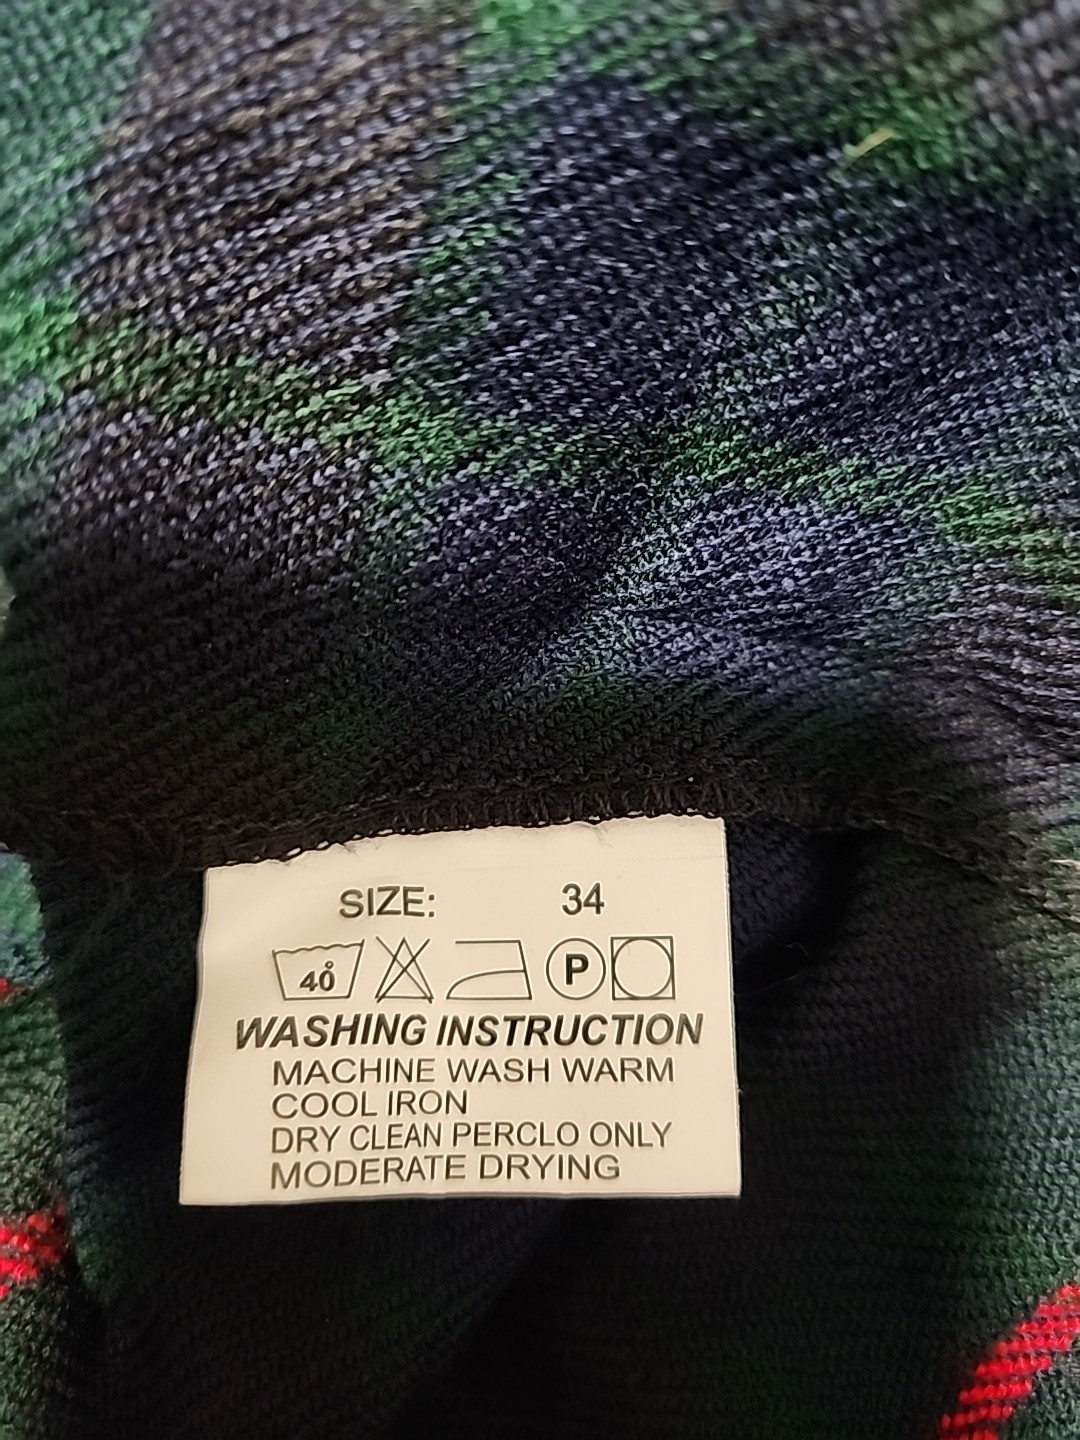 SIZE: 34
40° P
WASHING INSTRUCTION
MACHINE WASH WARM
COOL IRON
DRY CLEAN PERCLO ONLY
MODERATE DRYING